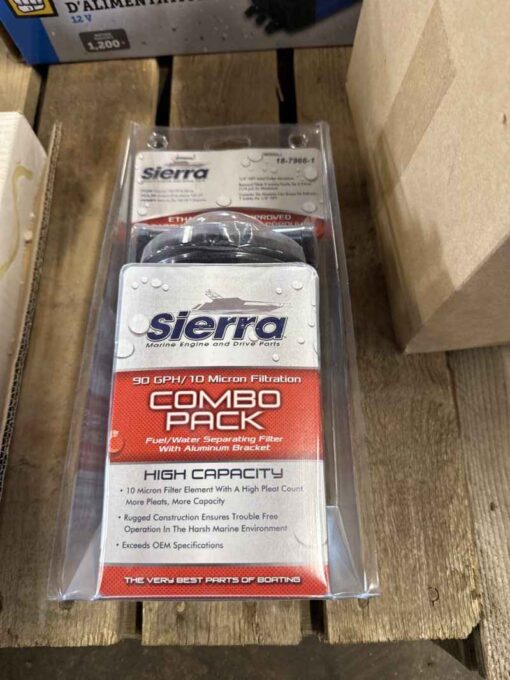 D'ALIMENTAT
12 V
1,200
Sierra
18-7966-1
ETHA
Sierra
Marine Engine and Drive Parts
90 GPH/10 Micron Filtration
COMBO
PACK
Fuel/Water Separating Filter
With Aluminum Bracket
HIGH CAPACITY
• 10 Micron Filter Element With A High Pleat Count
More Pleats, More Capacity
• Rugged Construction Ensures Trouble Free
Operation In The Harsh Marine Environment
• Exceeds OEM Specifications
THE VERY BEST PARTS OF BOATING